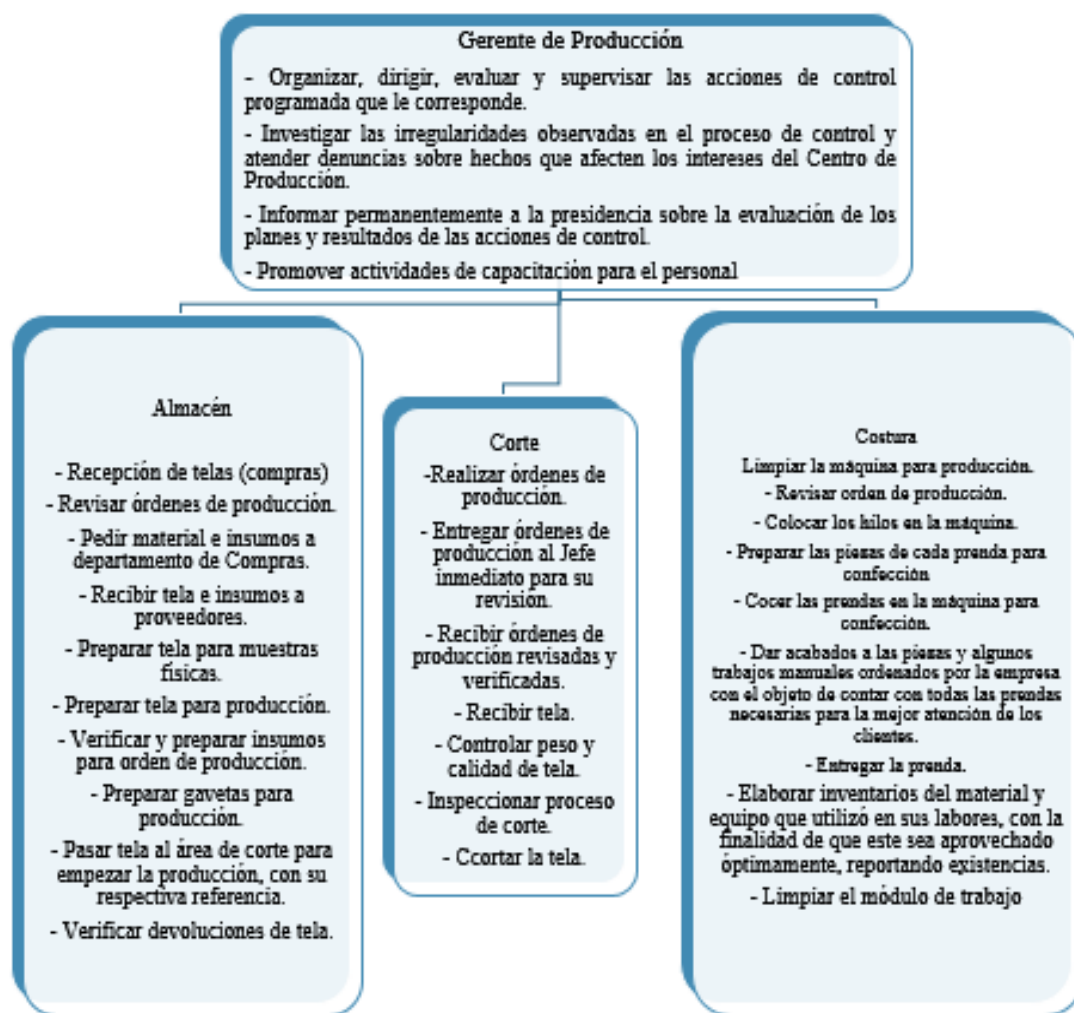 Gerente de Producción
- Organizar, dirigir, evaluar y supervisar las acciones de control
programada que le corresponde.
- Investigar las irregularidades observadas en el proceso de control y
atender denuncias sobre hechos que afecten los intereses del Centro de
Producción.
- Informar permanentemente a la presidencia sobre la evaluación de los
planes y resultados de las acciones de control.
- Promover actividades de capacitación para el personal
Almacén
- Recepción de telas (compras)
- Revisar órdenes de producción.
- Pedir material e insumos a
departamento de Compras.
- Recibir tela e insumos a
proveedores.
- Preparar tela para muestras
físicas.
- Preparar tela para producción.
- Verificar y preparar insumos
para orden de producción.
- Preparar gavetas para
producción.
- Pasar tela al área de corte para
empezar la producción, con su
respectiva referencia.
- Verificar devoluciones de tela.
Corte
-Realizar órdenes de
producción.
- Entregar órdenes de
producción al Jefe
inmediato para su
revisión.
- Recibir órdenes de
producción revisadas y
verificadas.
- Recibir tela.
- Controlar peso y
calidad de tela.
- Inspeccionar proceso
de corte.
- Ccortar la tela.
Costura
Limpiar la máquina para producción.
- Revisar orden de producción.
- Colocar los hilos en la máquina.
- Preparar las piezas de cada prenda para
confección
- Cocer las prendas en la máquina para
confección.
- Dar acabados a las piezas y algunos
trabajos manuales ordenados por la empresa
con el objeto de contar con todas las prendas
necesarias para la mejor atención de los
clientes.
- Entregar la prenda.
- Elaborar inventarios del material y
equipo que utilizó en sus labores, con la
finalidad de que este sea aprovechado
óptimamente, reportando existencias.
- Limpiar el módulo de trabajo